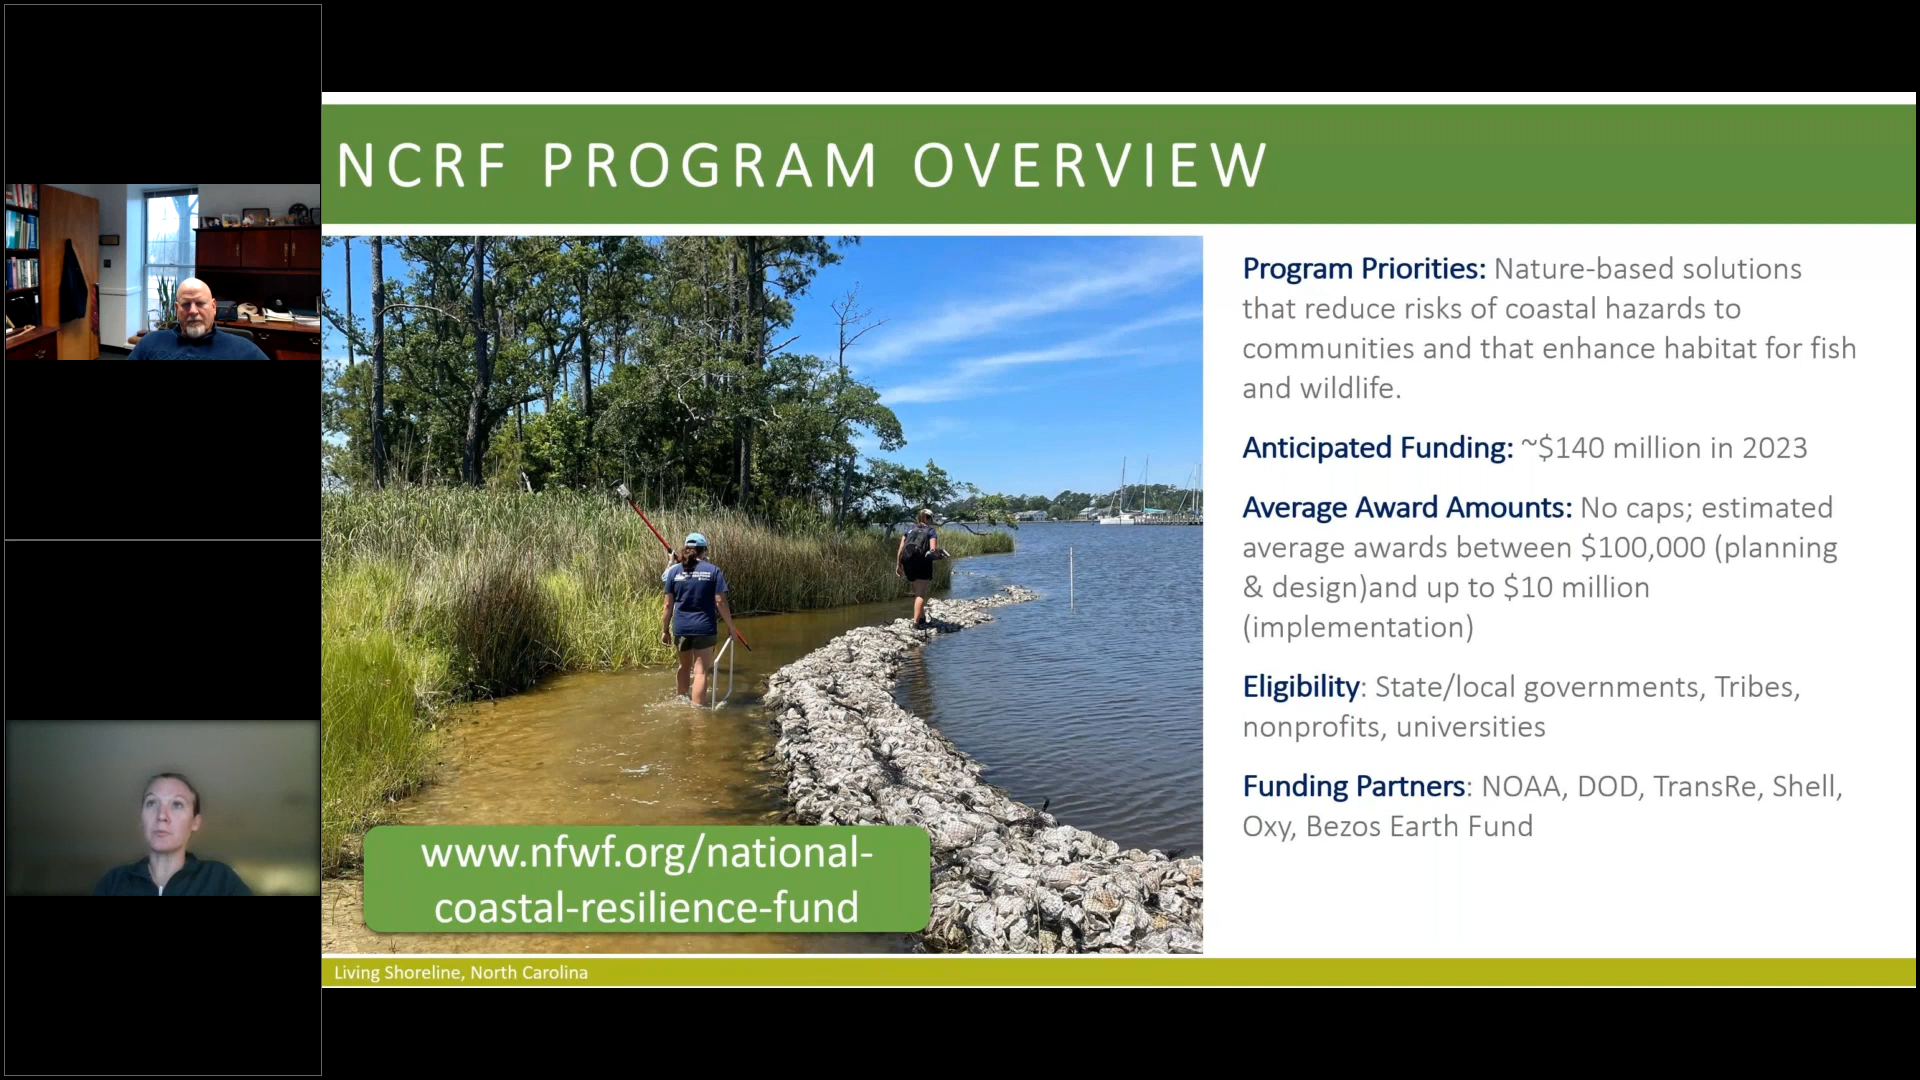 NCRF PROGRAM OVERVIEW
Program Priorities: Nature-based solutions
that reduce risks of coastal hazards to
communities and that enhance habitat for fish
and wildlife.
Anticipated Funding: ~$140 million in 2023
Average Award Amounts: No caps; estimated
average awards between $100,000 (planning
& design)and up to $10 million
(implementation)
Eligibility: State/local governments, Tribes,
nonprofits, universities
Funding Partners: NOAA, DOD, TransRe, Shell,
Oxy, Bezos Earth Fund
www.nfwf.org/national-
coastal-resilience-fund
Living Shoreline, North Carolina